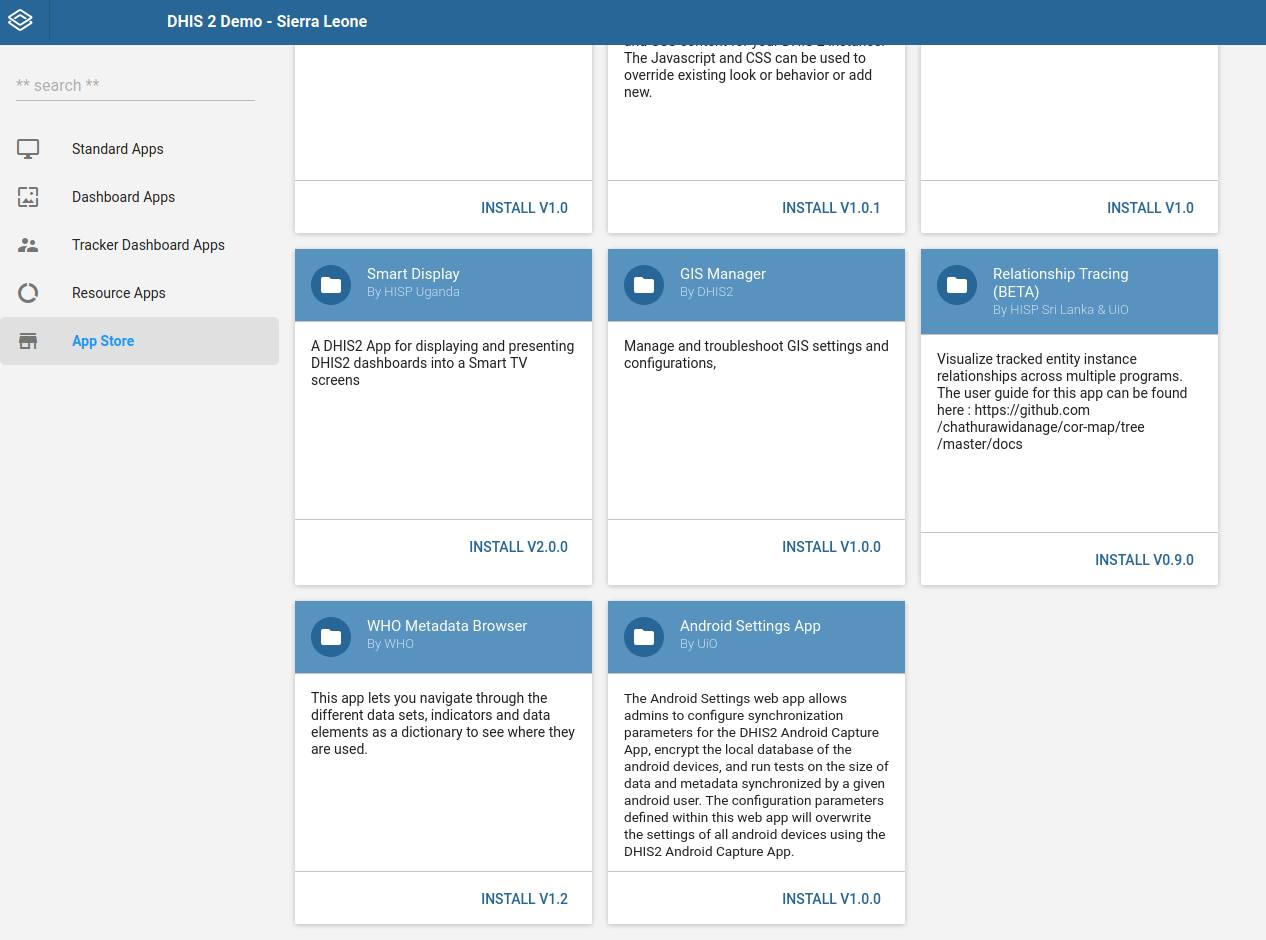 DHIS 2 Demo - Sierra Leone
** search **
Standard Apps
Dashboard Apps
Tracker Dashboard Apps
Resource Apps
App Store
The Javascript and CSS can be used to
override existing look or behavior or add
new.
INSTALL V1.0
INSTALL V1.0.1
INSTALL V1.0
Smart Display
By HISP Uganda
A DHIS2 App for displaying and presenting
DHIS2 dashboards into a Smart TV
screens
INSTALL V2.0.0
GIS Manager
By DHIS2
Manage and troubleshoot GIS settings and
configurations,
INSTALL V1.0.0
Relationship Tracing
(BETA)
By HISP Sri Lanka & UiO
Visualize tracked entity instance
relationships across multiple programs.
The user guide for this app can be found
here : https://github.com
/chathurawidanage/cor-map/tree
/master/docs
INSTALL V0.9.0
WHO Metadata Browser
By WHO
This app lets you navigate through the
different data sets, indicators and data
elements as a dictionary to see where they
are used.
INSTALL V1.2
Android Settings App
By UiO
The Android Settings web app allows
admins to configure synchronization
parameters for the DHIS2 Android Capture
App, encrypt the local database of the
android devices, and run tests on the size of
data and metadata synchronized by a given
android user. The configuration parameters
defined within this web app will overwrite
the settings of all android devices using the
DHIS2 Android Capture App.
INSTALL V1.0.0